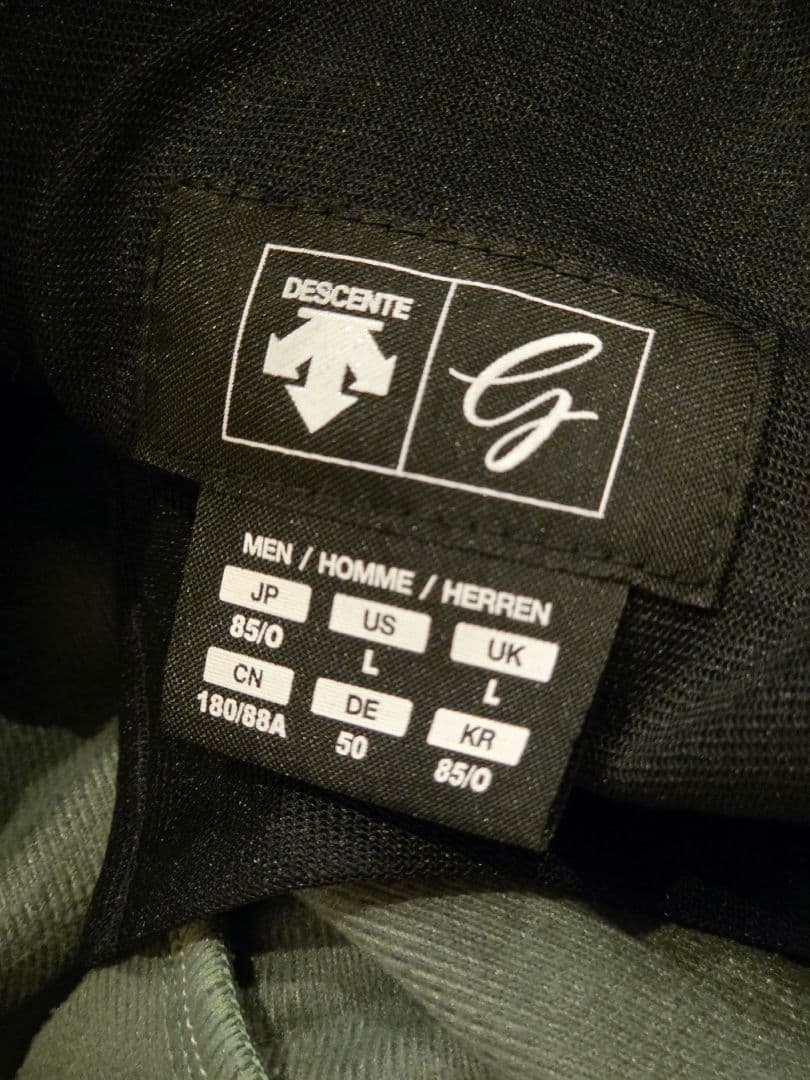 DESCENTE
G
MEN / HOMME / HERREN
JP US UK
85/O L L
CN DE KR
180/88A 50 85/O